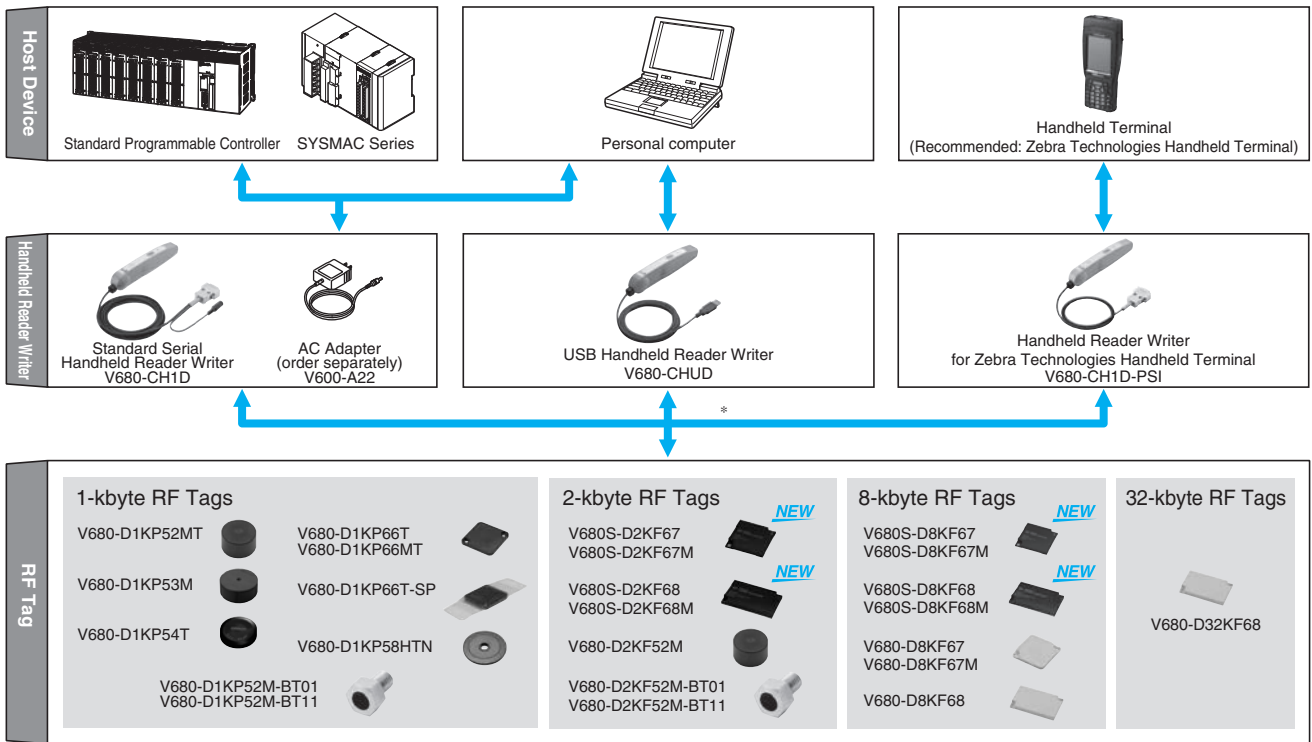 Host Device
Standard Programmable Controller
SYSMAC Series
Personal computer
Handheld Terminal
(Recommended: Zebra Technologies Handheld Terminal)
Handheld Reader Writer
Standard Serial
Handheld Reader Writer
V680-CH1D
AC Adapter
(order separately)
V600-A22
USB Handheld Reader Writer
V680-CHUD
Handheld Reader Writer
for Zebra Technologies Handheld Terminal
V680-CH1D-PSI
*
RF Tag
1-kbyte RF Tags
V680-D1KP52MT
V680-D1KP53M
V680-D1KP54T
V680-D1KP66T
V680-D1KP66MT
V680-D1KP66T-SP
V680-D1KP58HTN
V680-D1KP52M-BT01
V680-D1KP52M-BT11
2-kbyte RF Tags
NEW
V680S-D2KF67
V680S-D2KF67M
NEW
V680S-D2KF68
V680S-D2KF68M
V680-D2KF52M
V680-D2KF52M-BT01
V680-D2KF52M-BT11
8-kbyte RF Tags
NEW
V680S-D8KF67
V680S-D8KF67M
NEW
V680S-D8KF68
V680S-D8KF68M
V680-D8KF67
V680-D8KF67M
V680-D8KF68
32-kbyte RF Tags
V680-D32KF68